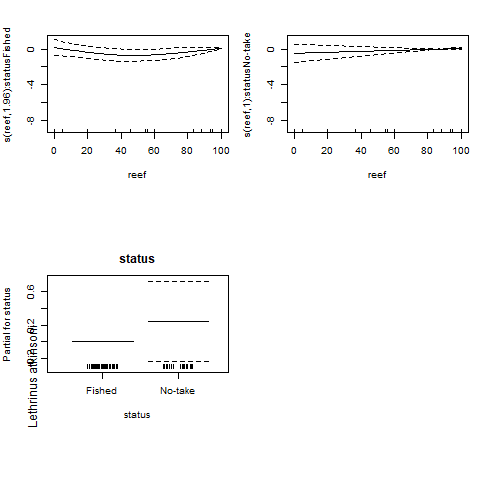 s(reef,1.96):statusFished
0
-4
-8
0 20 40 60 80 100
reef
s(reef,1):statusNo-take
0
-4
-8
0 20 40 60 80 100
reef
status
Partial for status
0.6
0.2
Lethrinus atkinsoni
Fished No-take
status